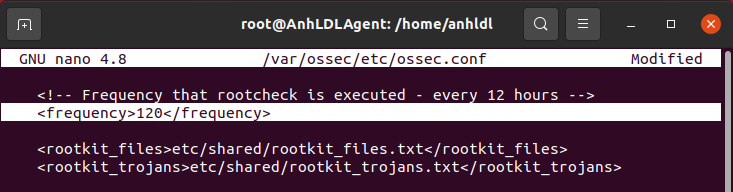 root@AnhLDLAgent: /home/anhldl
GNU nano 4.8 /var/ossec/etc/ossec.conf Modified
<!-- Frequency that rootcheck is executed - every 12 hours -->
<frequency>120</frequency>
<rootkit_files>etc/shared/rootkit_files.txt</rootkit_files>
<rootkit_trojans>etc/shared/rootkit_trojans.txt</rootkit_trojans>